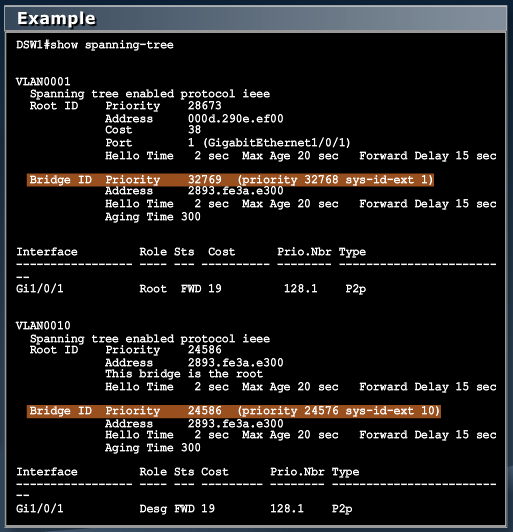 Example
DSW1#show spanning-tree
VLAN0001
Spanning tree enabled protocol ieee
Root ID Priority 28673
Address 000d.290e.ef00
Cost 38
Port 1 (GigabitEthernet1/0/1)
Hello Time 2 sec Max Age 20 sec Forward Delay 15 sec
Bridge ID Priority 32769 (priority 32768 sys-id-ext 1)
Address 2893.fe3a.e300
Hello Time 2 sec Max Age 20 sec Forward Delay 15 sec
Aging Time 300
Interface Role Sts Cost Prio.Nbr Type
----------------- ---- --- ---------- -------- ------------------------
--
Gi1/0/1 Root FWD 19 128.1 P2p
VLAN0010
Spanning tree enabled protocol ieee
Root ID Priority 24586
Address 2893.fe3a.e300
This bridge is the root
Hello Time 2 sec Max Age 20 sec Forward Delay 15 sec
Bridge ID Priority 24586 (priority 24576 sys-id-ext 10)
Address 2893.fe3a.e300
Hello Time 2 sec Max Age 20 sec Forward Delay 15 sec
Aging Time 300
Interface Role Sts Cost Prio.Nbr Type
----------------- ---- --- --------- -------- ------------------------
--
Gi1/0/1 Desg FWD 19 128.1 P2p